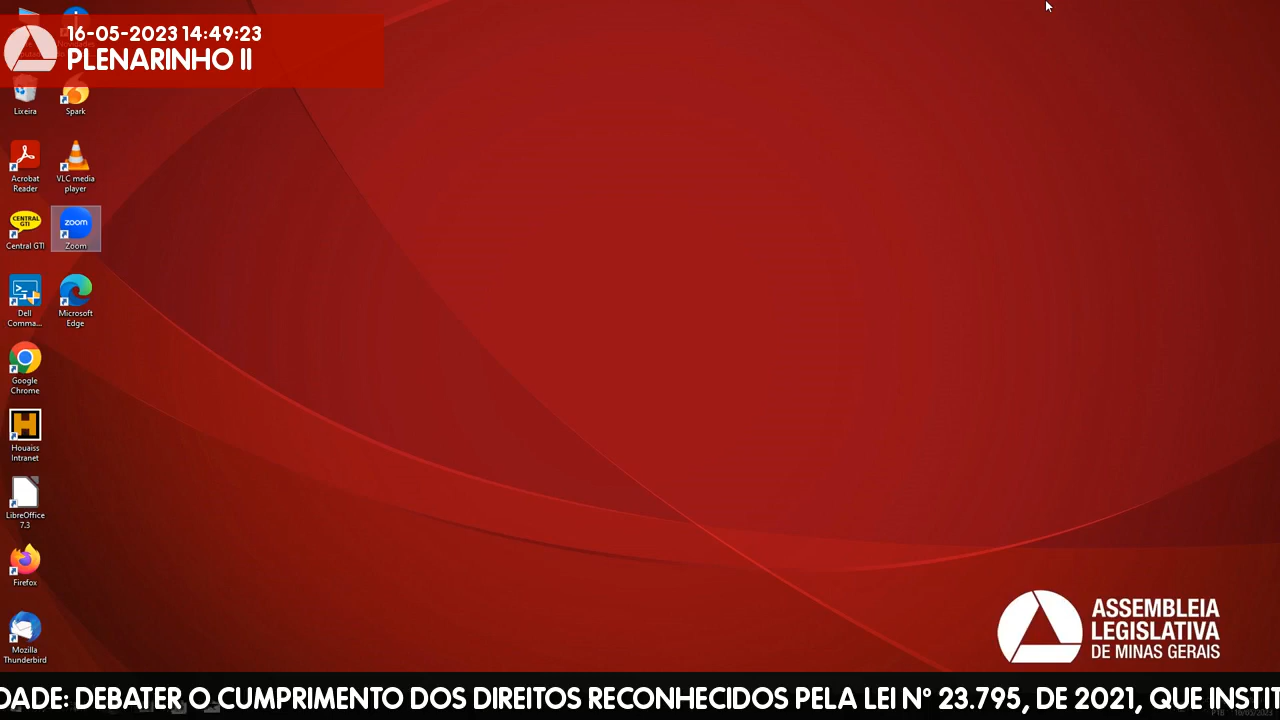 16-05-2023 14:49:23
PLENARINHO II
Lixeira
Spark
Acrobat
Reader
VLC media
player
CENTRAL
GTI
Central GTI
zoom
Zoom
Dell
Comma...
Microsoft
Edge
Google
Chrome
Houaiss
Intranet
LibreOffice
7.3
Firefox
Mozilla
Thunderbird
ASSEMBLEIA
LEGISLATIVA
DE MINAS GERAIS
DADE: DEBATER O CUMPRIMENTO DOS DIREITOS RECONHECIDOS PELA LEI Nº 23.795, DE 2021, QUE INSTIT